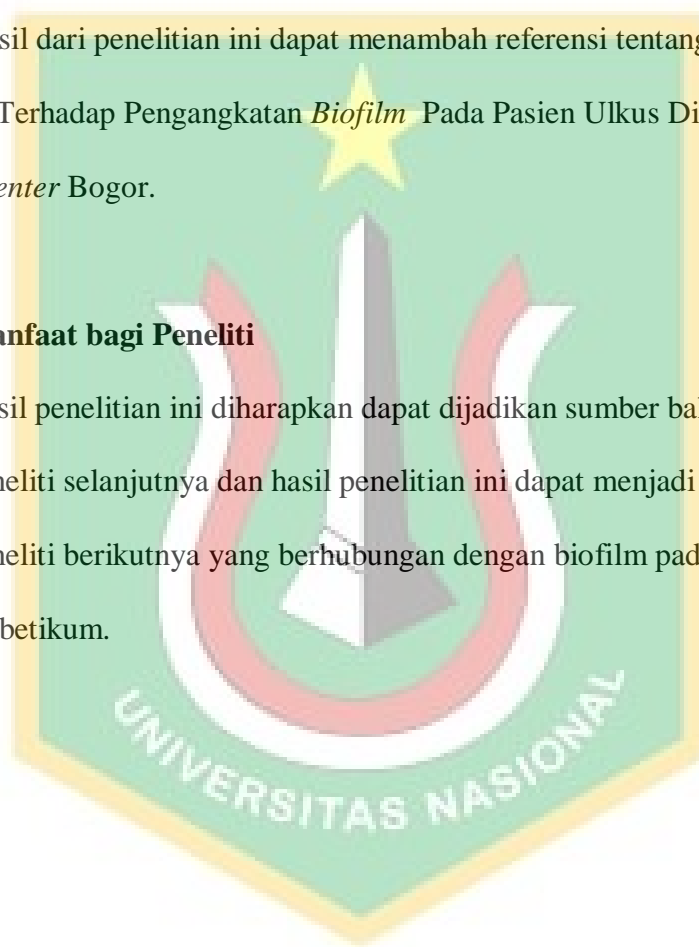 sil dari penelitian ini dapat menambah referensi tentang
Terhadap Pengangkatan Biofilm Pada Pasien Ulkus Di
enter Bogor.
anfaat bagi Peneliti
sil penelitian ini diharapkan dapat dijadikan sumber ba
neliti selanjutnya dan hasil penelitian ini dapat menjadi
neliti berikutnya yang berhubungan dengan biofilm pad
betikum.
UNIVERSITAS NASIONAL